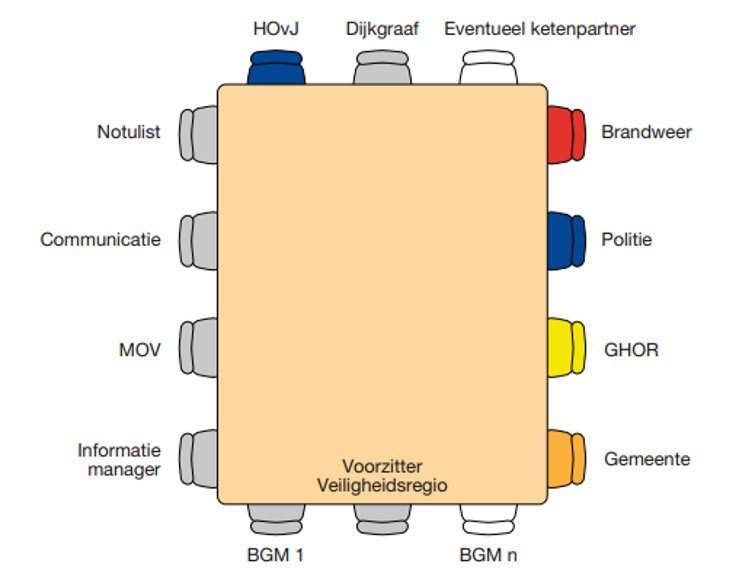 HOvJ
Dijkgraaf
Eventueel ketenpartner
Notulist
Brandweer
Communicatie
Politie
MOV
GHOR
Informatie
manager
Gemeente
Voorzitter
Veiligheidsregio
BGM 1
BGM n